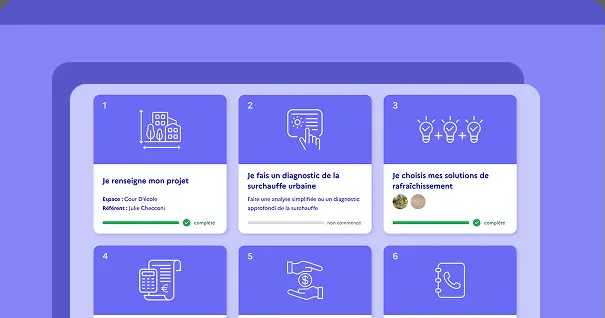 1
Je renseigne mon projet
Espace : Cour D'école
Référent : Julie Checconi
complété
2
Je fais un diagnostic de la
surchauffe urbaine
Faire une analyse simplifiée ou un diagnostic
approfondi de la surchauffe
non commencé
3
Je choisis mes solutions de
rafraîchissement
complété
4
€
5
$
6